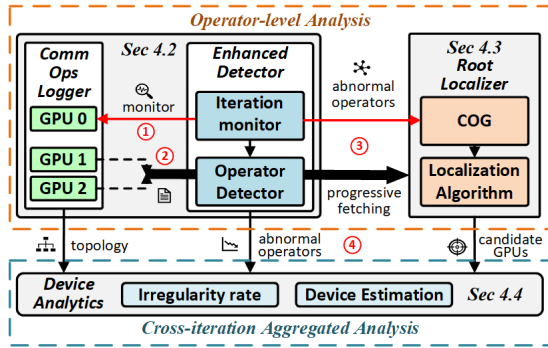 Operator-level Analysis
Comm
Ops
Logger
Sec 4.2
Enhanced
Detector
Sec 4.3
Root
Localizer
monitor
①
GPU 0
Iteration
monitor
abnormal
operators
③
COG
GPU 1
GPU 2
②
Operator
Detector
progressive
fetching
Localization
Algorithm
topology
abnormal
operators
④
candidate
GPUs
Device
Analytics
Irregularity rate
Device Estimation
Sec 4.4
Cross-iteration Aggregated Analysis